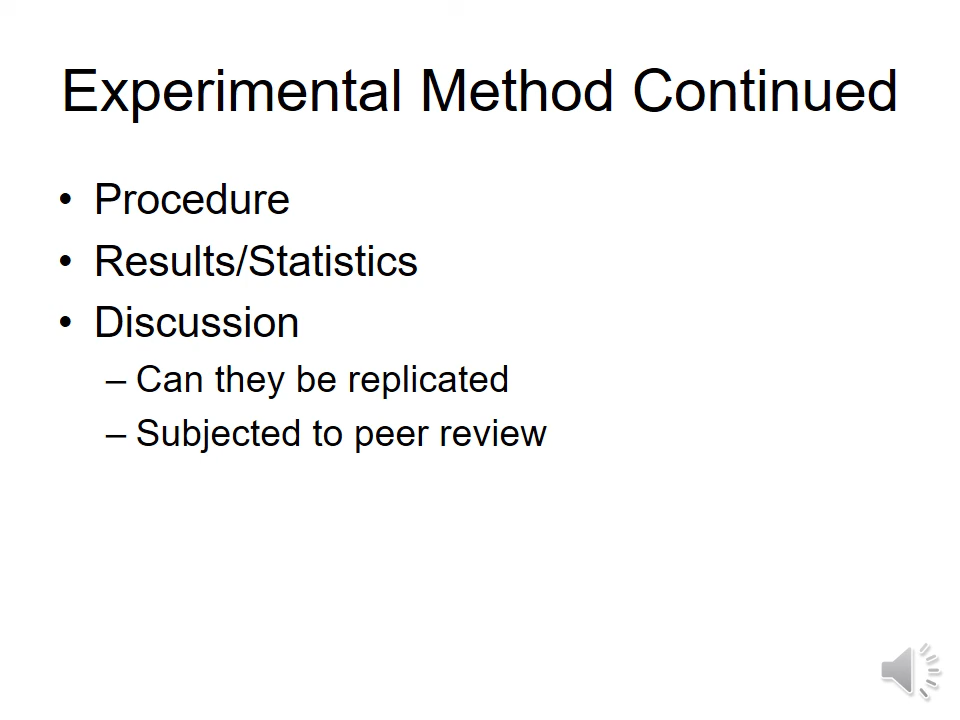 Experimental Method Continued
• Procedure
• Results/Statistics
• Discussion
– Can they be replicated
– Subjected to peer review